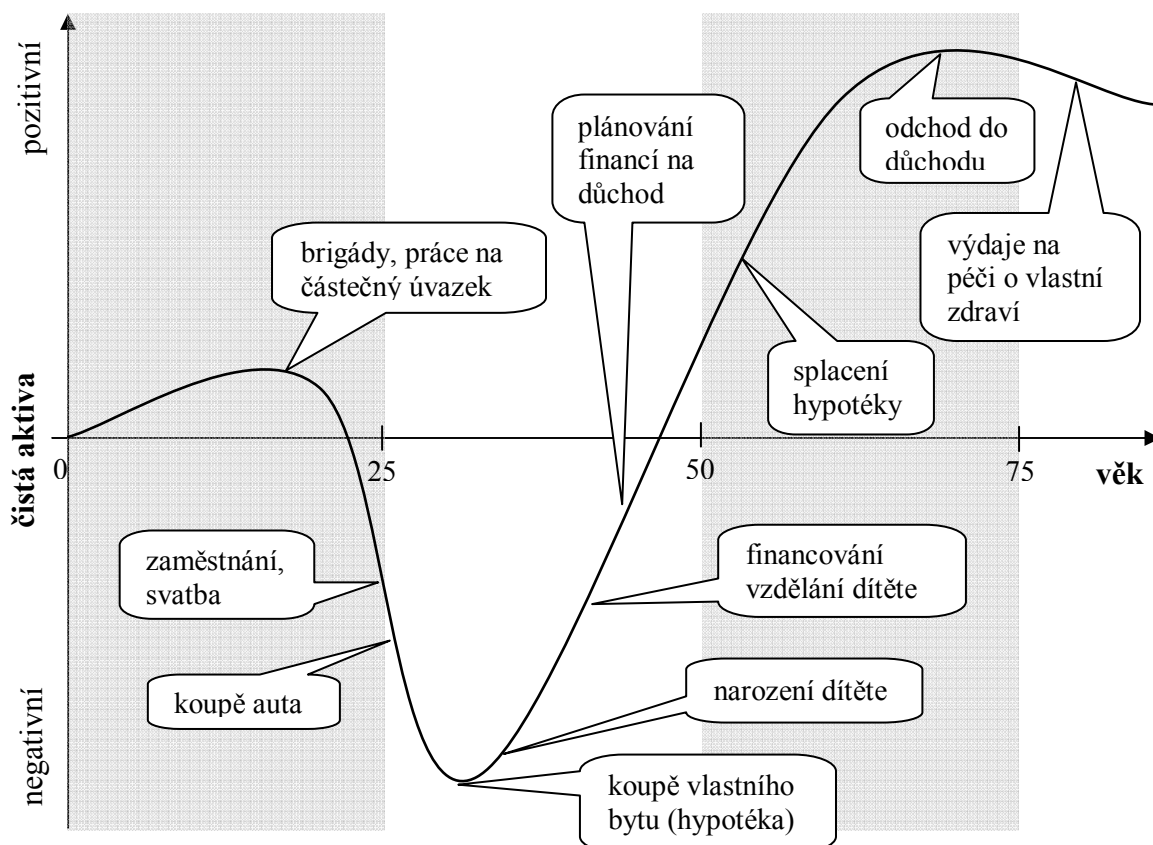 pozitivní
čistá aktiva
negativní
plánování
financí na
důchod
odchod do
důchodu
brigády, práce na
částečný úvazek
výdaje na
péči o vlastní
zdraví
splacení
hypotéky
0
25
50
75
věk
zaměstnání,
svatba
financování
vzdělání dítěte
koupě auta
narození dítěte
koupě vlastního
bytu (hypotéka)